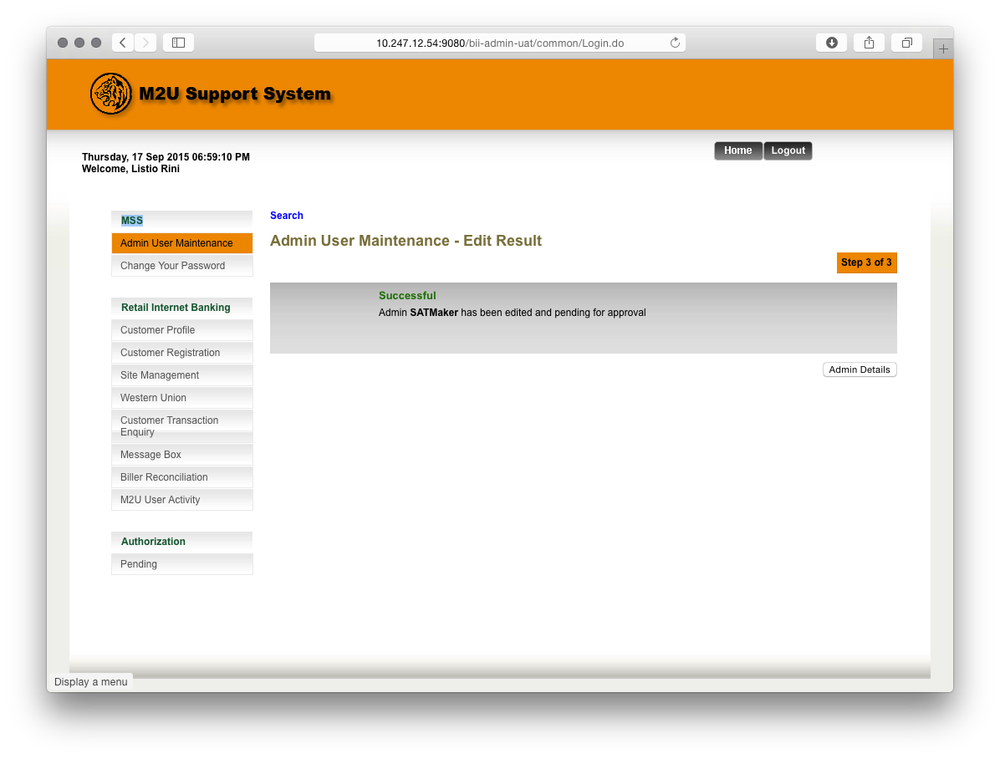 10.247.12.54:9080/bii-admin-uat/common/Login.do
M2U Support System
Thursday, 17 Sep 2015 06:59:10 PM
Welcome, Listio Rini
Home
Logout
MSS
Admin User Maintenance
Change Your Password
Retail Internet Banking
Customer Profile
Customer Registration
Site Management
Western Union
Customer Transaction
Enquiry
Message Box
Biller Reconciliation
M2U User Activity
Authorization
Pending
Search
Admin User Maintenance - Edit Result
Step 3 of 3
Successful
Admin SATMaker has been edited and pending for approval
Admin Details
Display a menu